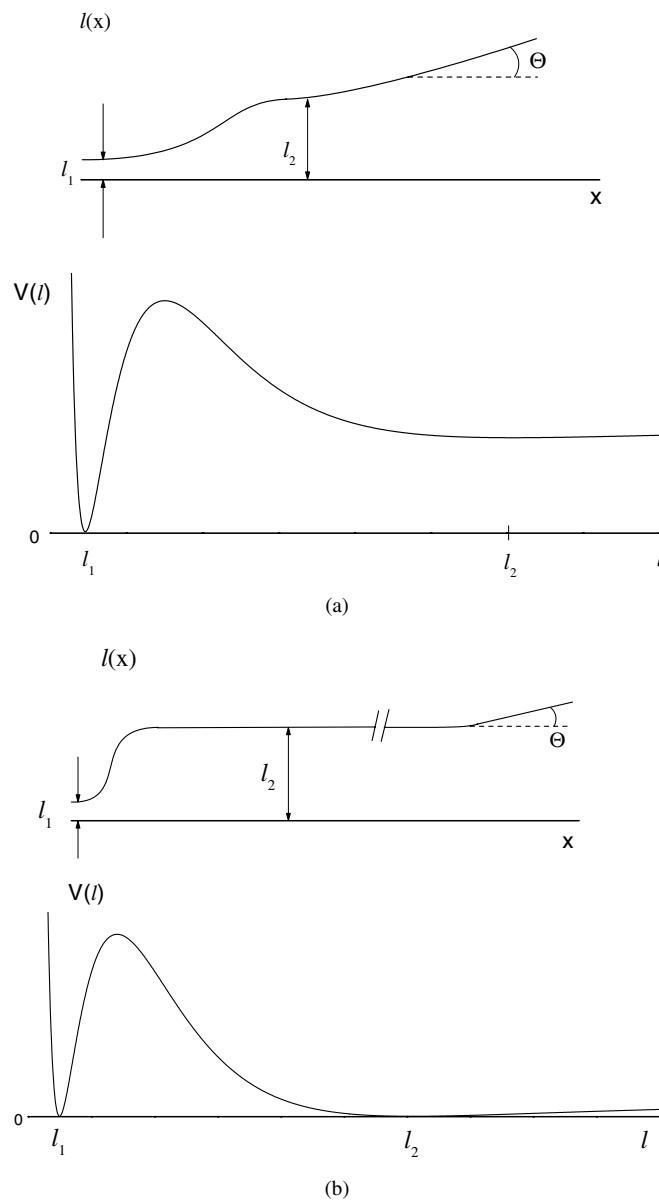 l(x)
Θ
l₁
l₂
x
V(l)
0
l₁
l₂
l
(a)
l(x)
Θ
l₂
l₁
x
V(l)
0
l₁
l₂
l
(b)